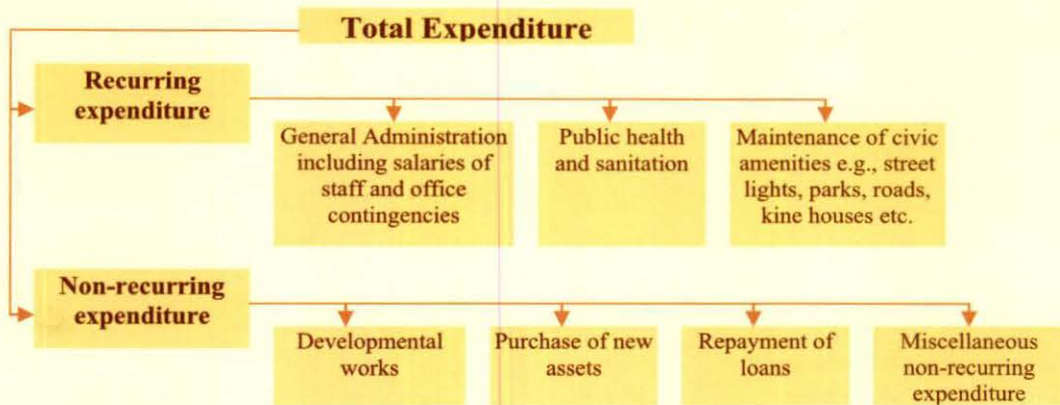 Total Expenditure
Recurring
expenditure
General Administration
including salaries of
staff and office
contingencies
Public health
and sanitation
Maintenance of civic
amenities e.g., street
lights, parks, roads,
kine houses etc.
Non-recurring
expenditure
Developmental
works
Purchase of new
assets
Repayment of
loans
Miscellaneous
non-recurring
expenditure